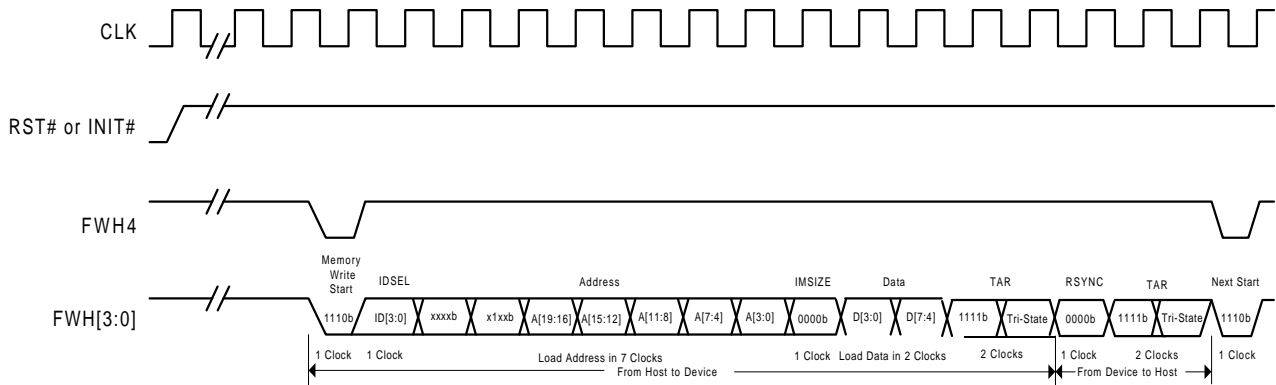 CLK
RST# or INIT#
FWH4
Memory
Write
Start
IDSEL
Address
IMSIZE
Data
TAR
RSYNC
TAR
Next Start
FWH[3:0]
1110b
ID[3:0]
xxxxb
x1xxb
A[19:16]
A[15:12]
A[11:8]
A[7:4]
A[3:0]
0000b
D[3:0]
D[7:4]
1111b
Tri-State
0000b
1111b
Tri-State
1110b
1 Clock
1 Clock
Load Address in 7 Clocks
1 Clock
Load Data in 2 Clocks
2 Clocks
1 Clock
2 Clocks
1 Clock
From Host to Device
From Device to Host